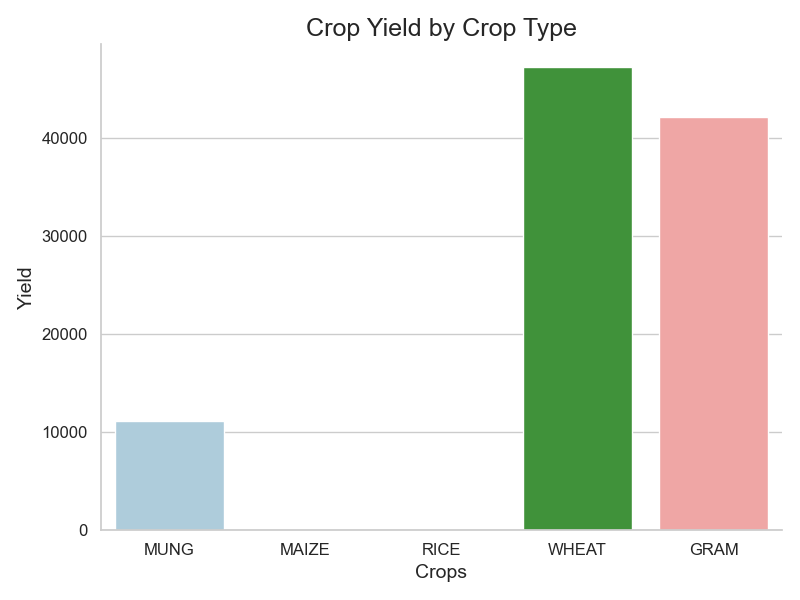 Crop Yield by Crop Type
Yield
40000
30000
20000
10000
0
MUNG MAIZE RICE WHEAT GRAM
Crops